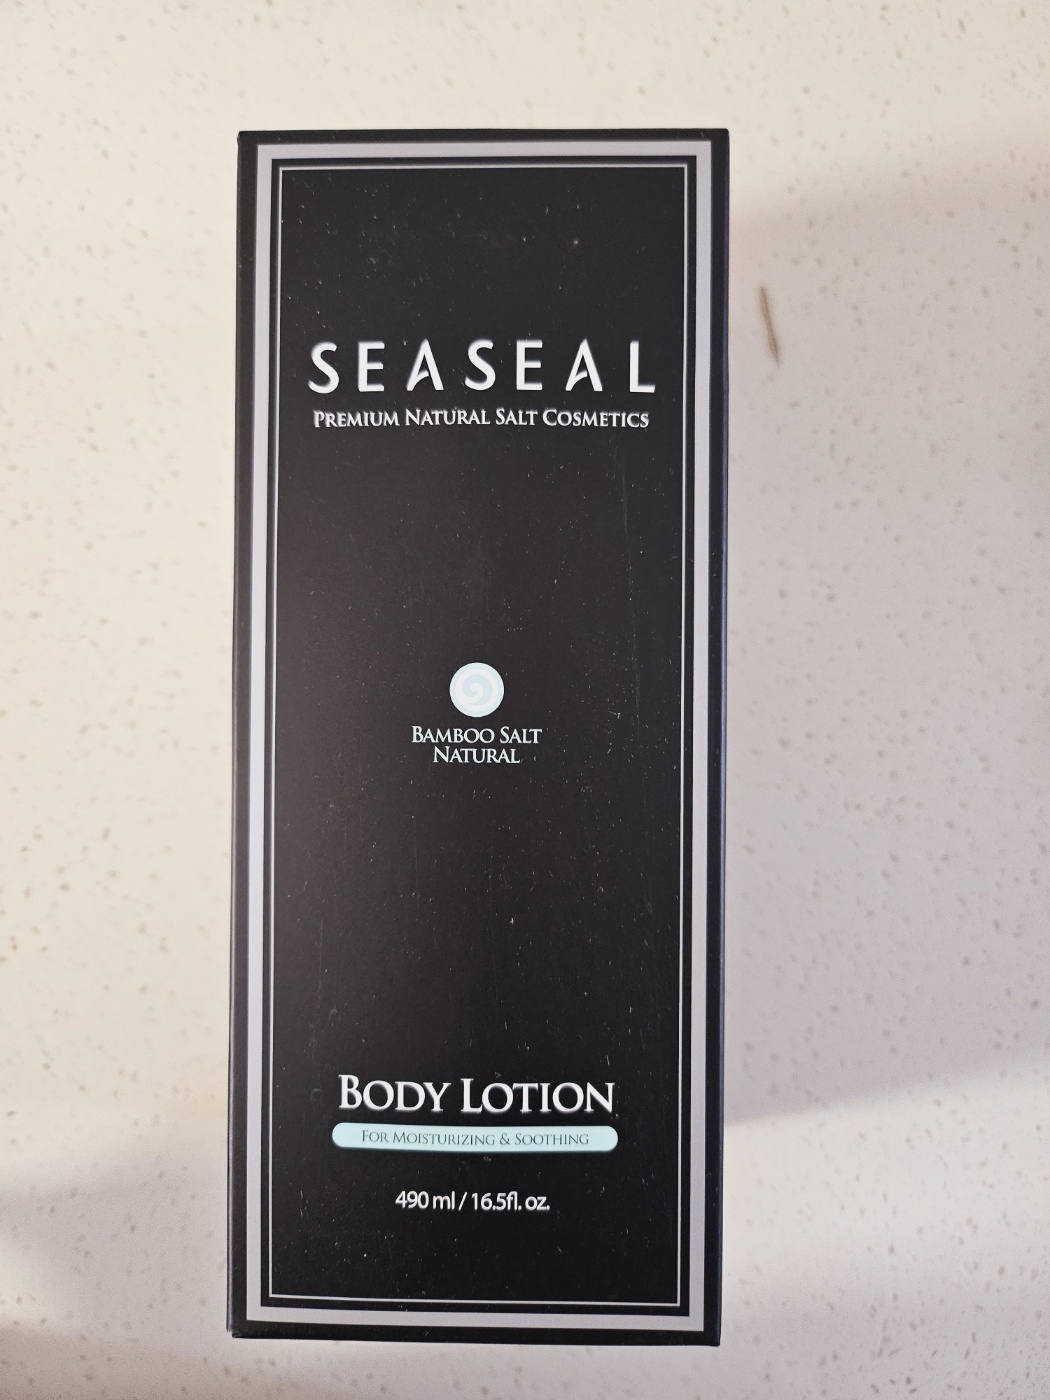 SEASEAL
PREMIUM NATURAL SALT COSMETICS
BAMBOO SALT
NATURAL
BODY LOTION
FOR MOISTURIZING & SOOTHING
490 ml / 16.5fl. oz.